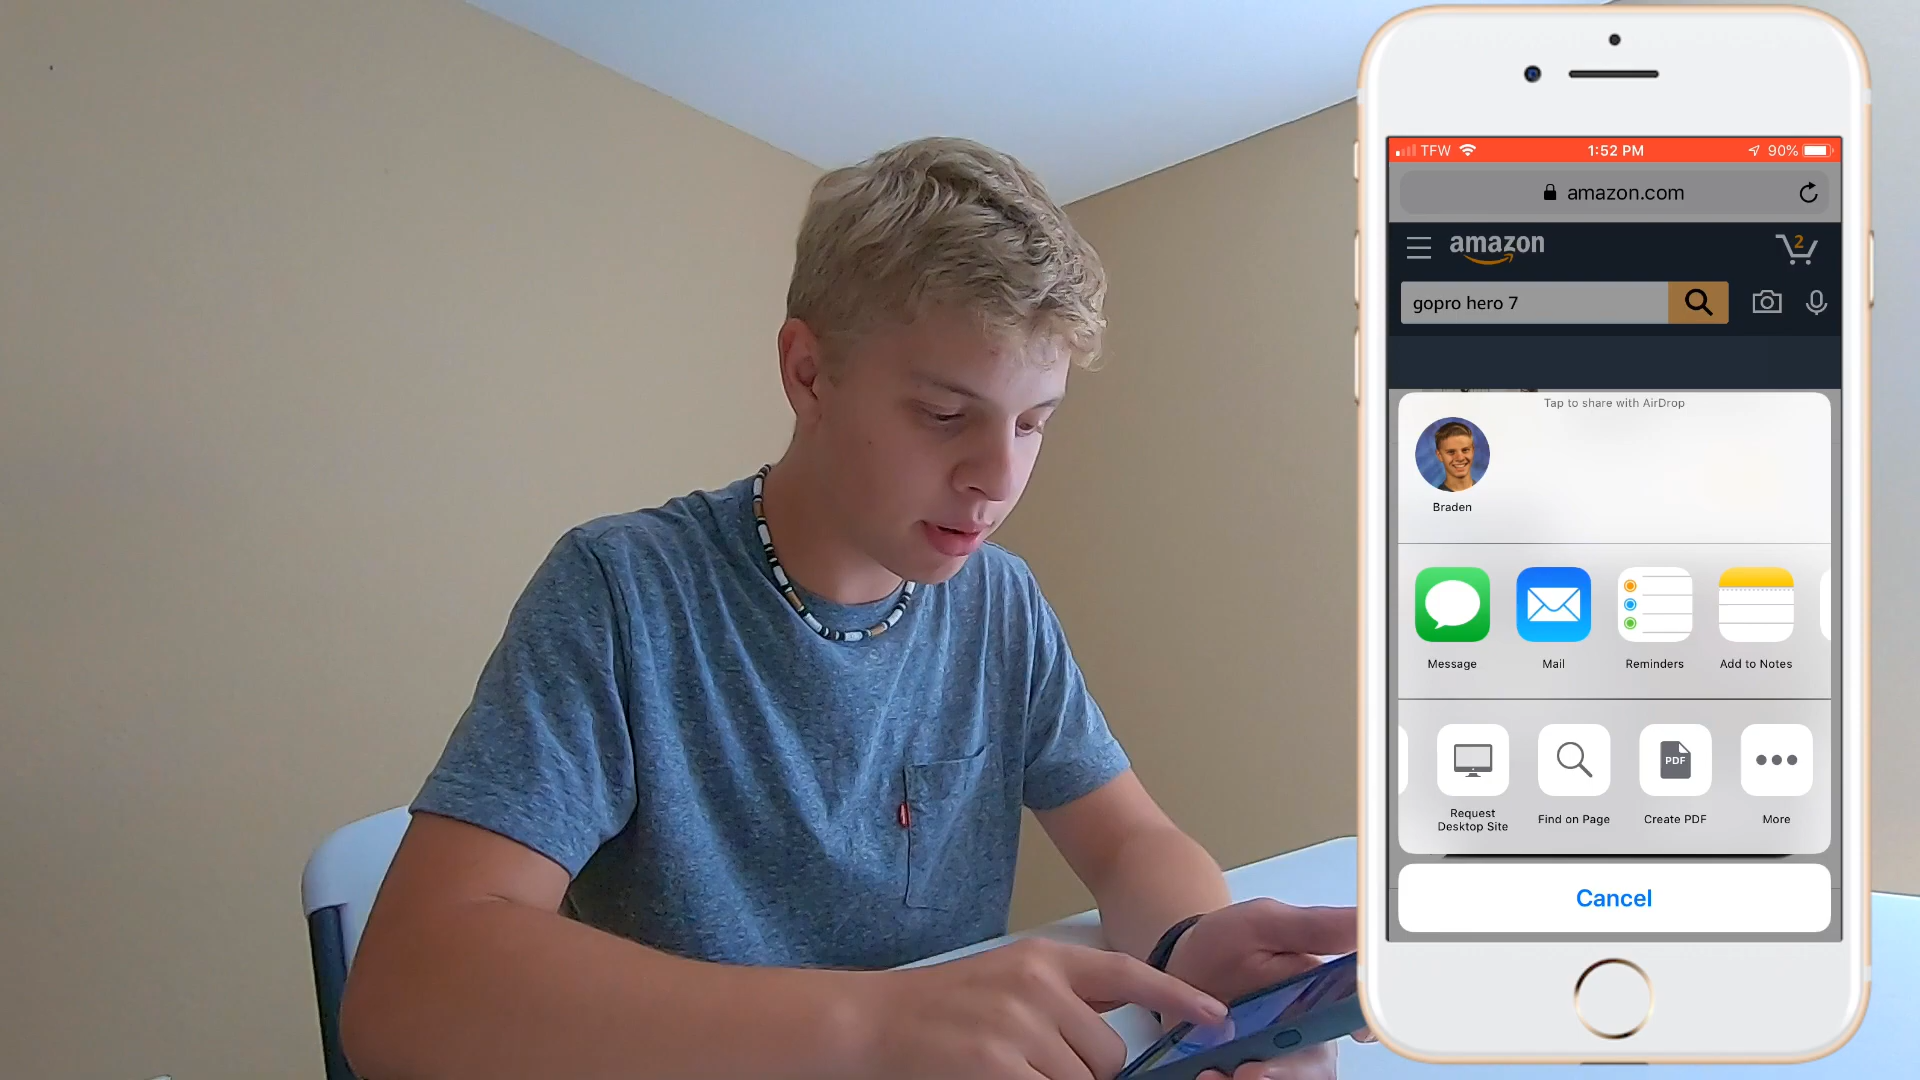 TFW
1:52 PM
90%
amazon.com
amazon
2
gopro hero 7
Tap to share with AirDrop
Braden
Message
Mail
Reminders
Add to Notes
PDF
Request
Desktop Site
Find on Page
Create PDF
More
Cancel